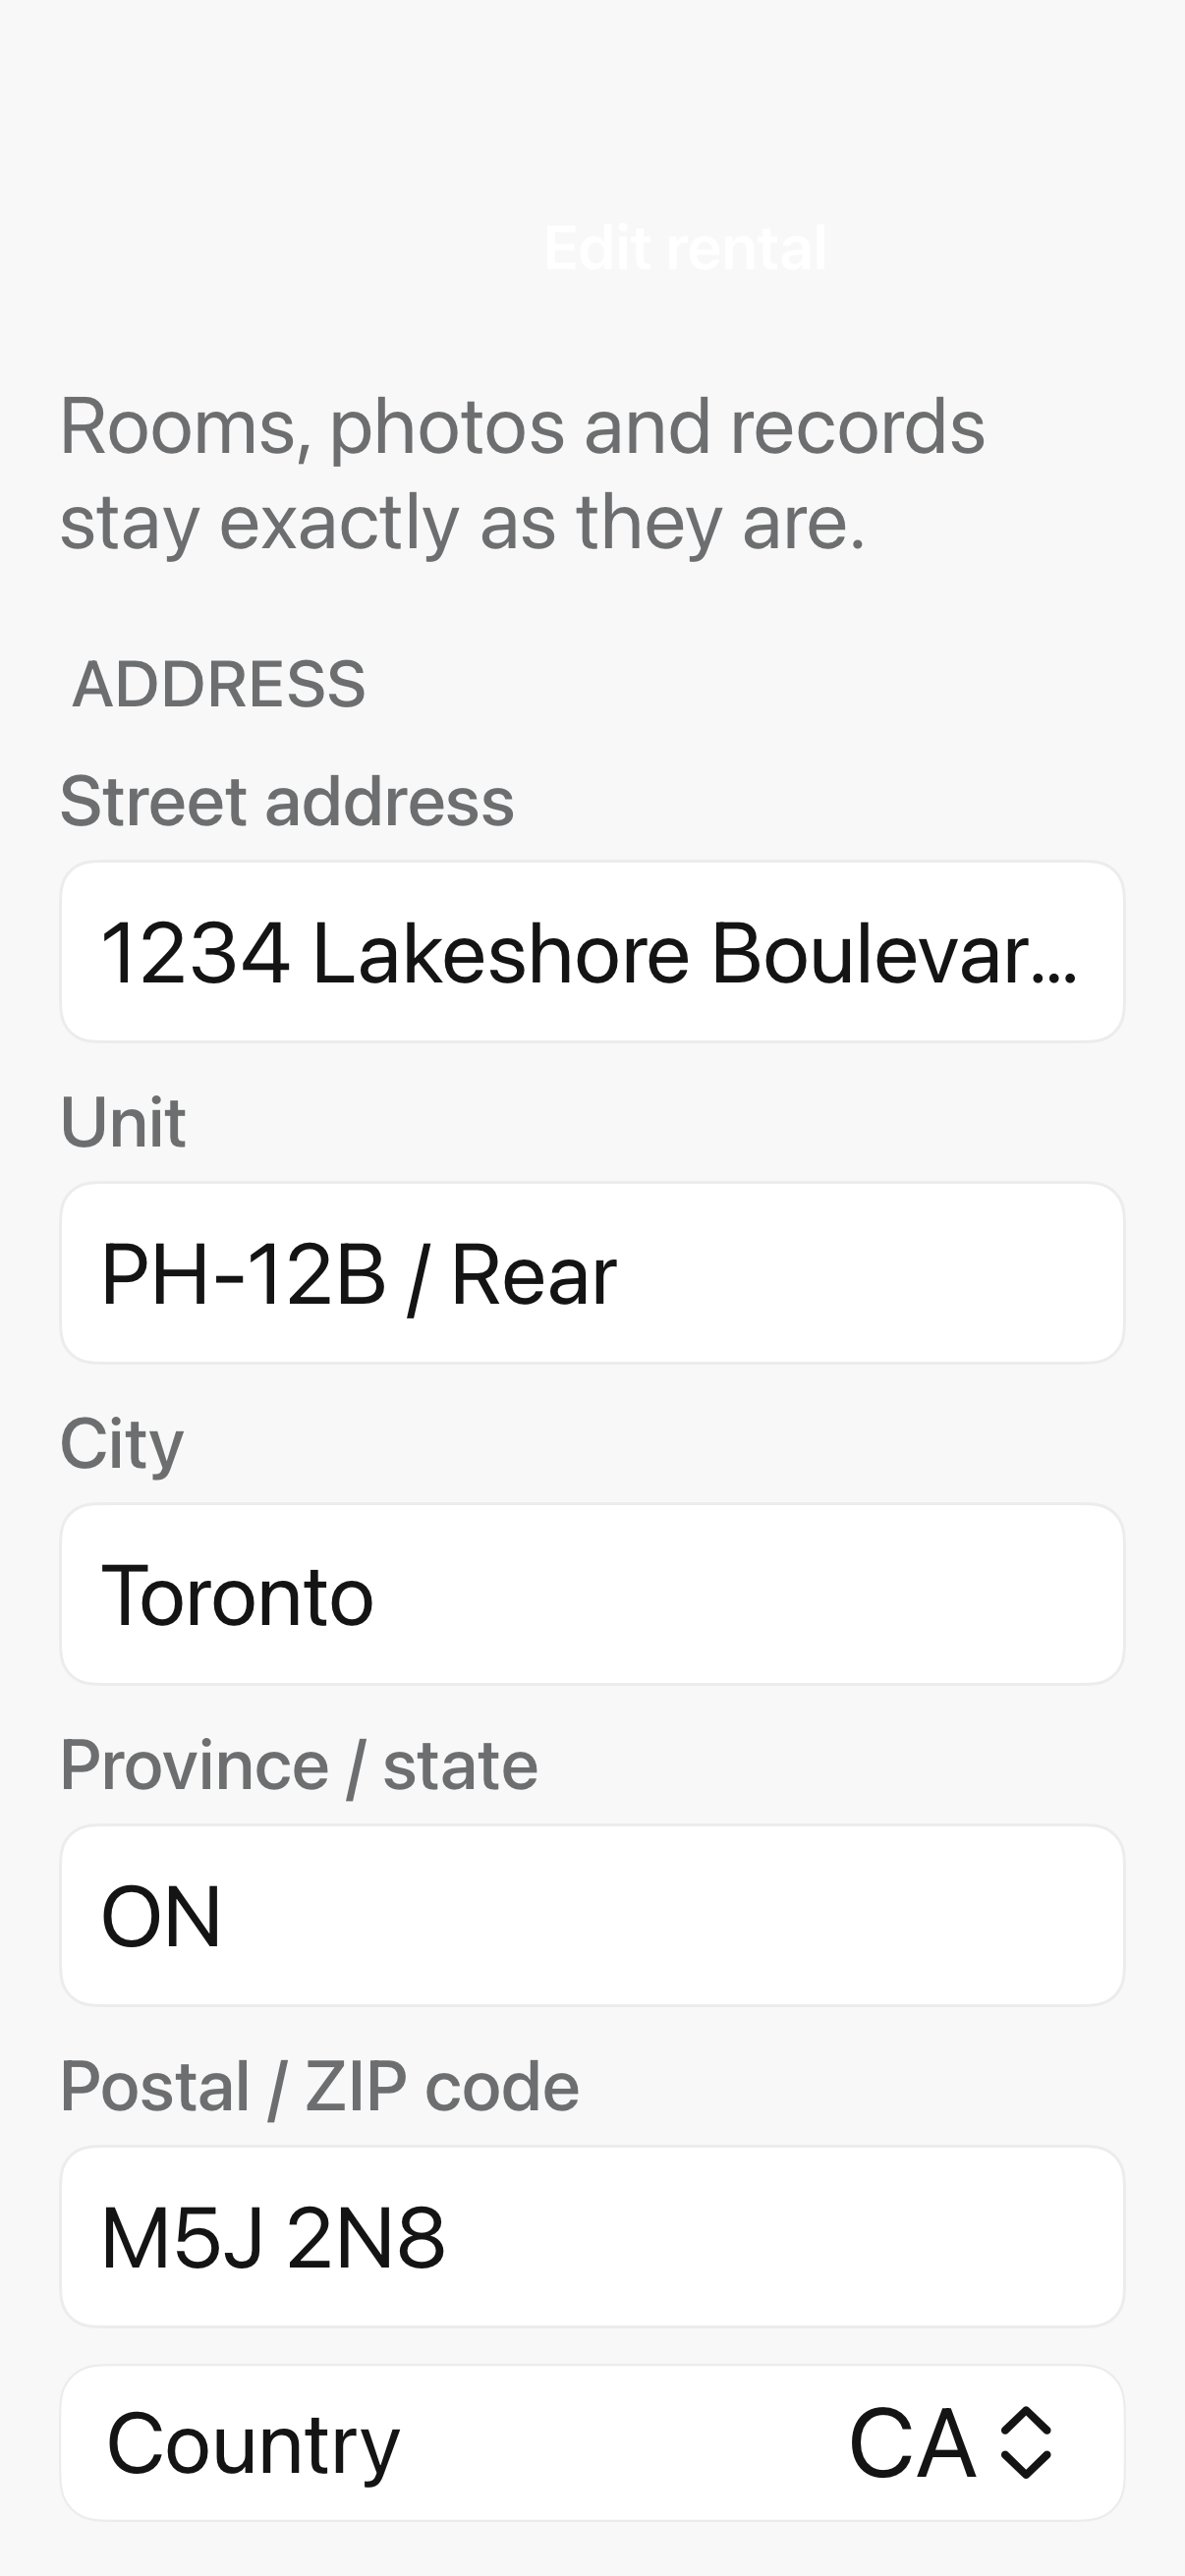 Edit rental
Rooms, photos and records
stay exactly as they are.
ADDRESS
Street address
1234 Lakeshore Boulevar...
Unit
PH-12B / Rear
City
Toronto
Province / state
ON
Postal / ZIP code
M5J 2N8
Country CA